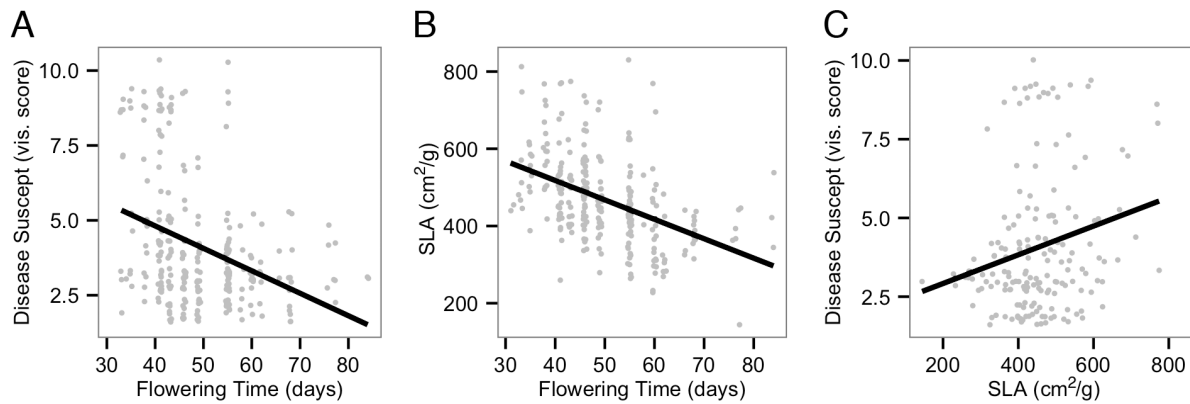 A
Disease Suscept (vis. score)
10.0
7.5
5.0
2.5
30 40 50 60 70 80
Flowering Time (days)
B
SLA (cm²/g)
800
600
400
200
30 40 50 60 70 80
Flowering Time (days)
C
Disease Suscept (vis. score)
10.0
7.5
5.0
2.5
200 400 600 800
SLA (cm²/g)